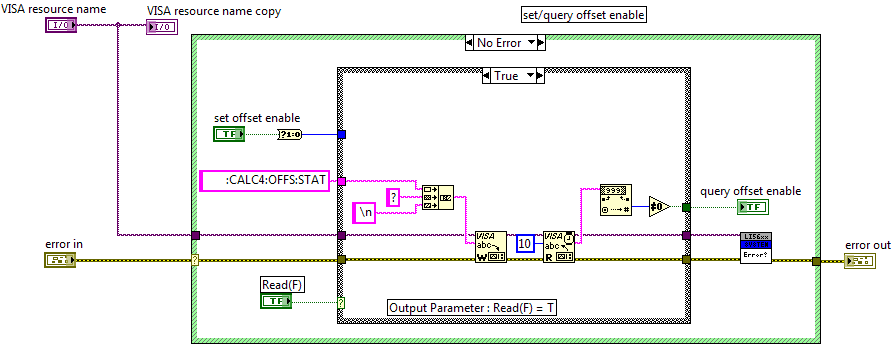 VISA resource name
VISA resource name copy
set/query offset enable
I/O
I/O
No Error
True
set offset enable
TF
?1:0
:CALC4:OFFS:STAT
?
\n
999
≠0
query offset enable
TF
VISA
abc
W
10
VISA
abc
R
LI56xx
Error?
error in
error out
?
Read(F)
TF
?
Output Parameter : Read(F) = T